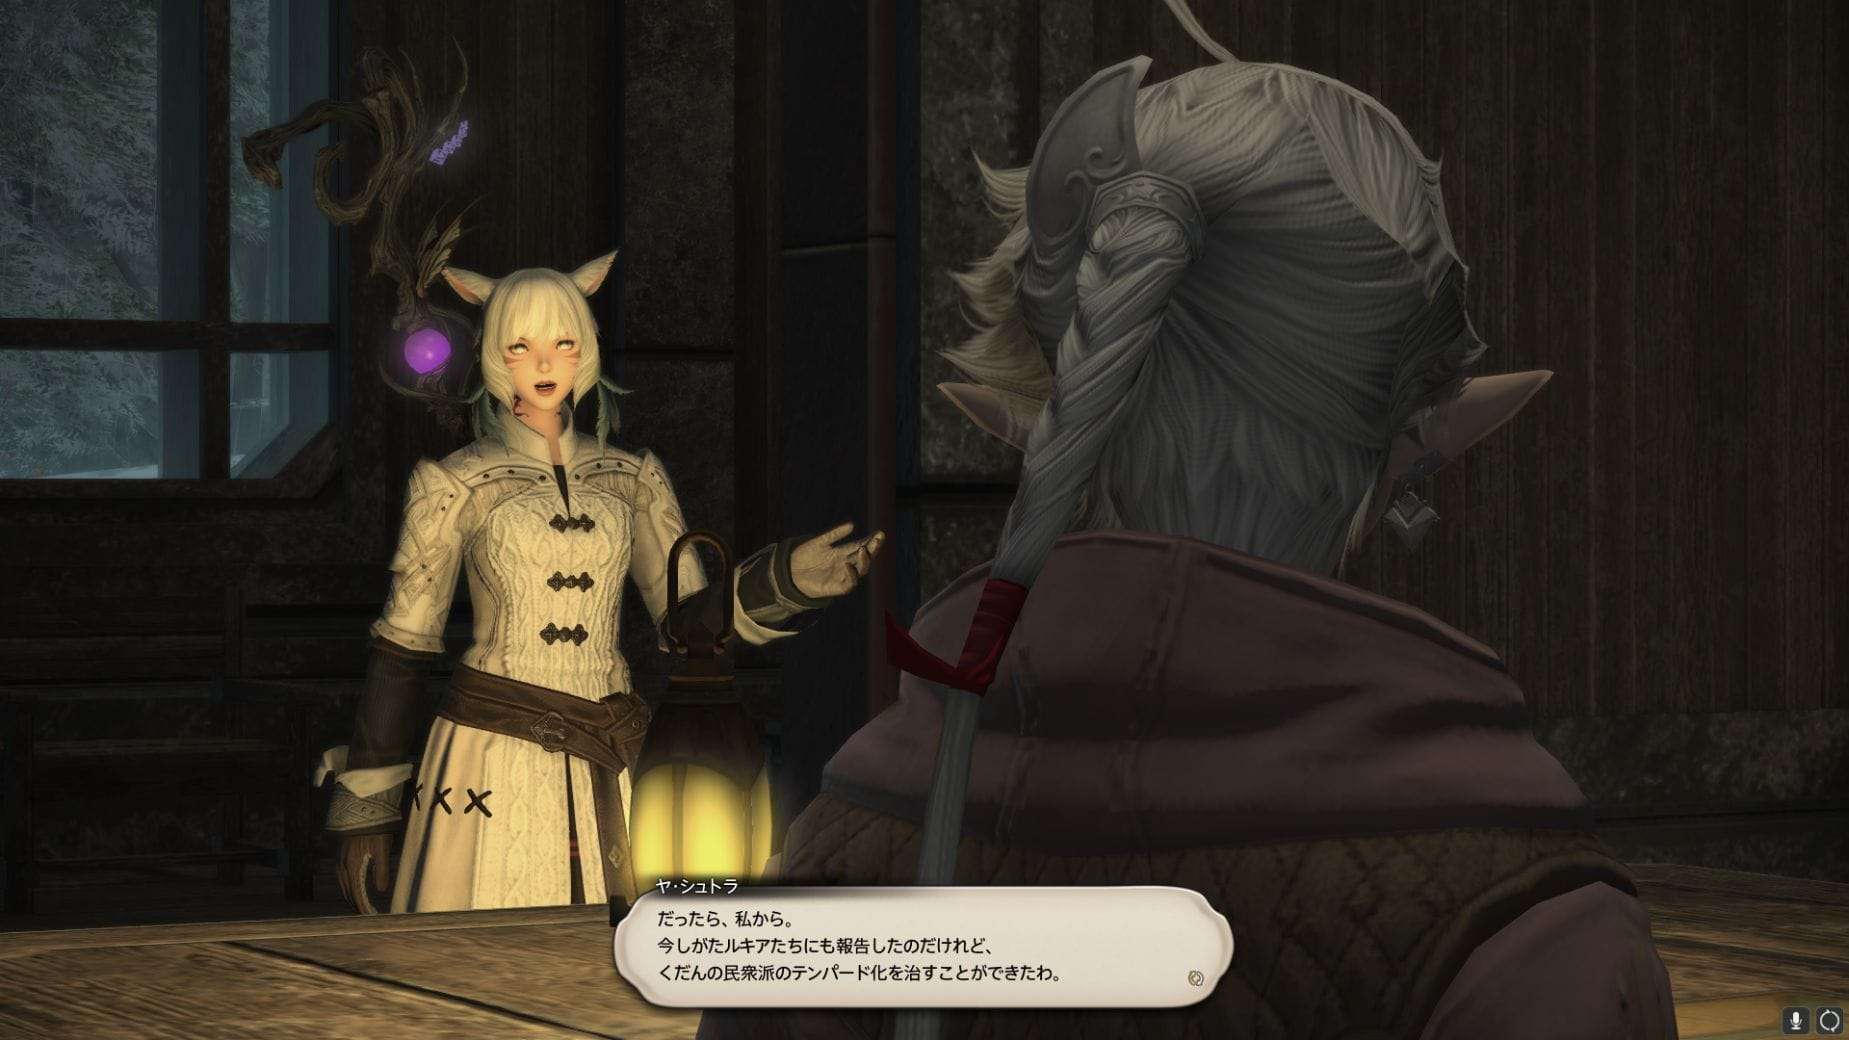 ヤ・シュトラ
だったら、私から。
今しがたルキアたちにも報告したのだけれど、
くだんの民衆派のテンパード化を治すことができたわ。